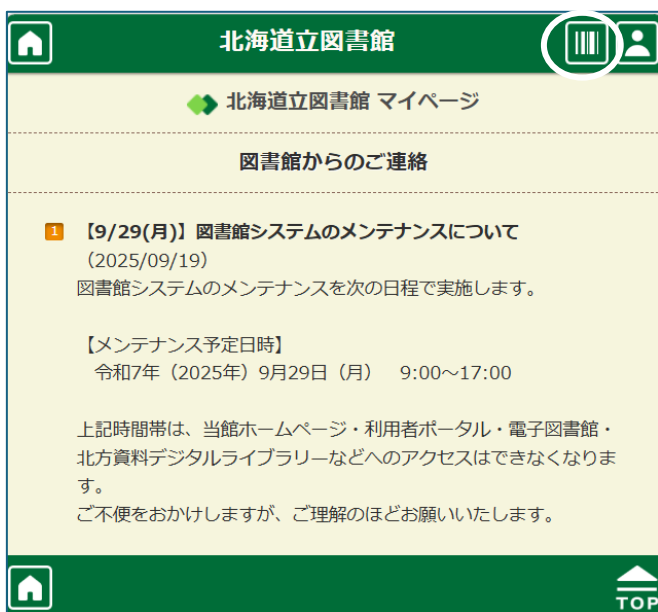 北海道立図書館
北海道立図書館 マイページ
図書館からのご連絡
1 【9/29(月)】図書館システムのメンテナンスについて
（2025/09/19）
図書館システムのメンテナンスを次の日程で実施します。
【メンテナンス予定日時】
令和7年（2025年）9月29日（月）　9:00～17:00
上記時間帯は、当館ホームページ・利用者ポータル・電子図書館・
北方資料デジタルライブラリーなどへのアクセスはできなくなりま
す。
ご不便をおかけしますが、ご理解のほどお願いいたします。
TOP